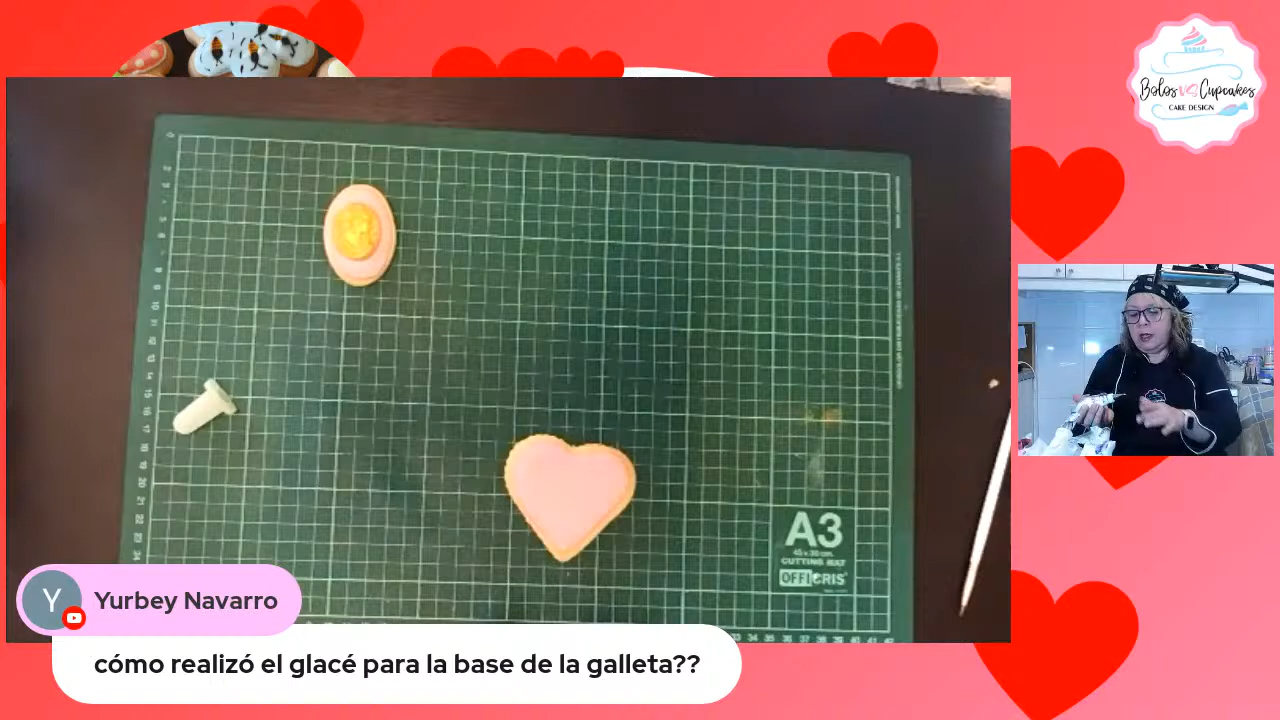 Bolos vs Cupcakes
CAKE DESIGN
A3
45 x 30 cm.
CUTTING MAT
OFFICRIS
Y
Yurbey Navarro
cómo realizó el glacé para la base de la galleta??